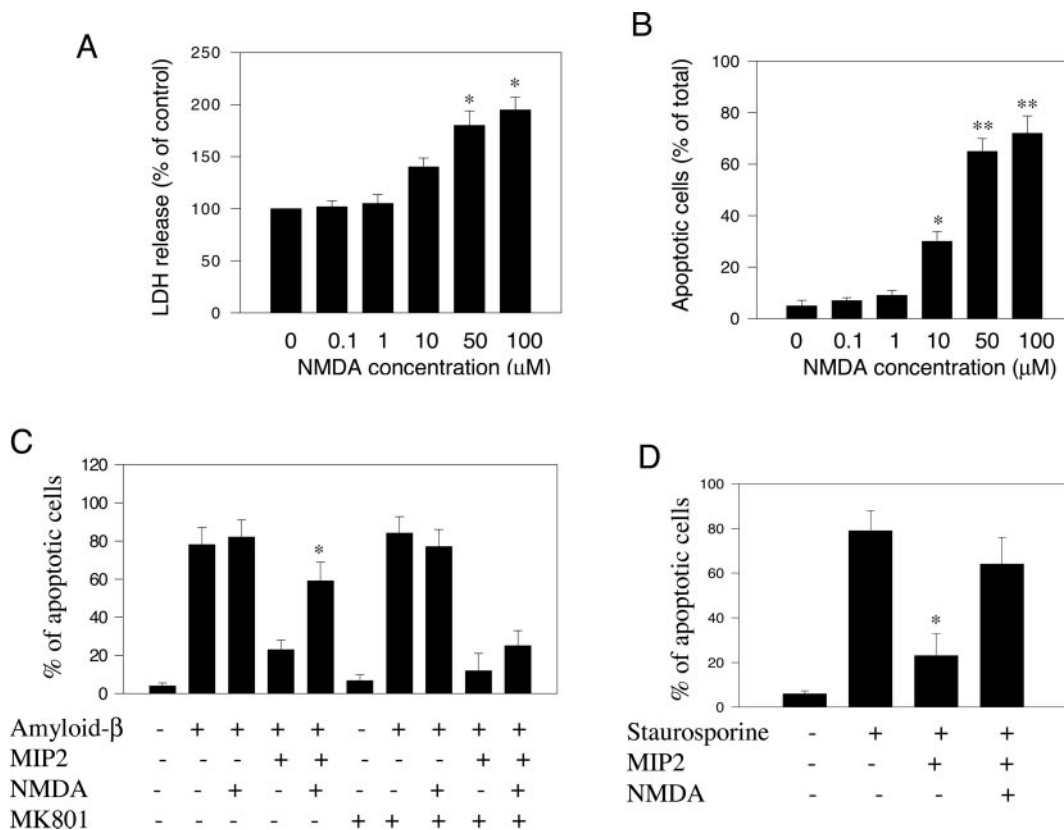 A
LDH release (% of control)
250
200
150
100
50
0
* *
0 0.1 1 10 50 100
NMDA concentration (μM)
B
Apoptotic cells (% of total)
100
80
60
40
20
0
* ** **
0 0.1 1 10 50 100
NMDA concentration (μM)
C
% of apoptotic cells
120
100
80
60
40
20
0
*
Amyloid-β - + + + + - + + + +
MIP2 - - - + + - - - + +
NMDA - - + - + - - + - +
MK801 - - - - - + + + + +
D
% of apoptotic cells
100
80
60
40
20
0
*
Staurosporine - + + +
MIP2 - - + +
NMDA - - - +